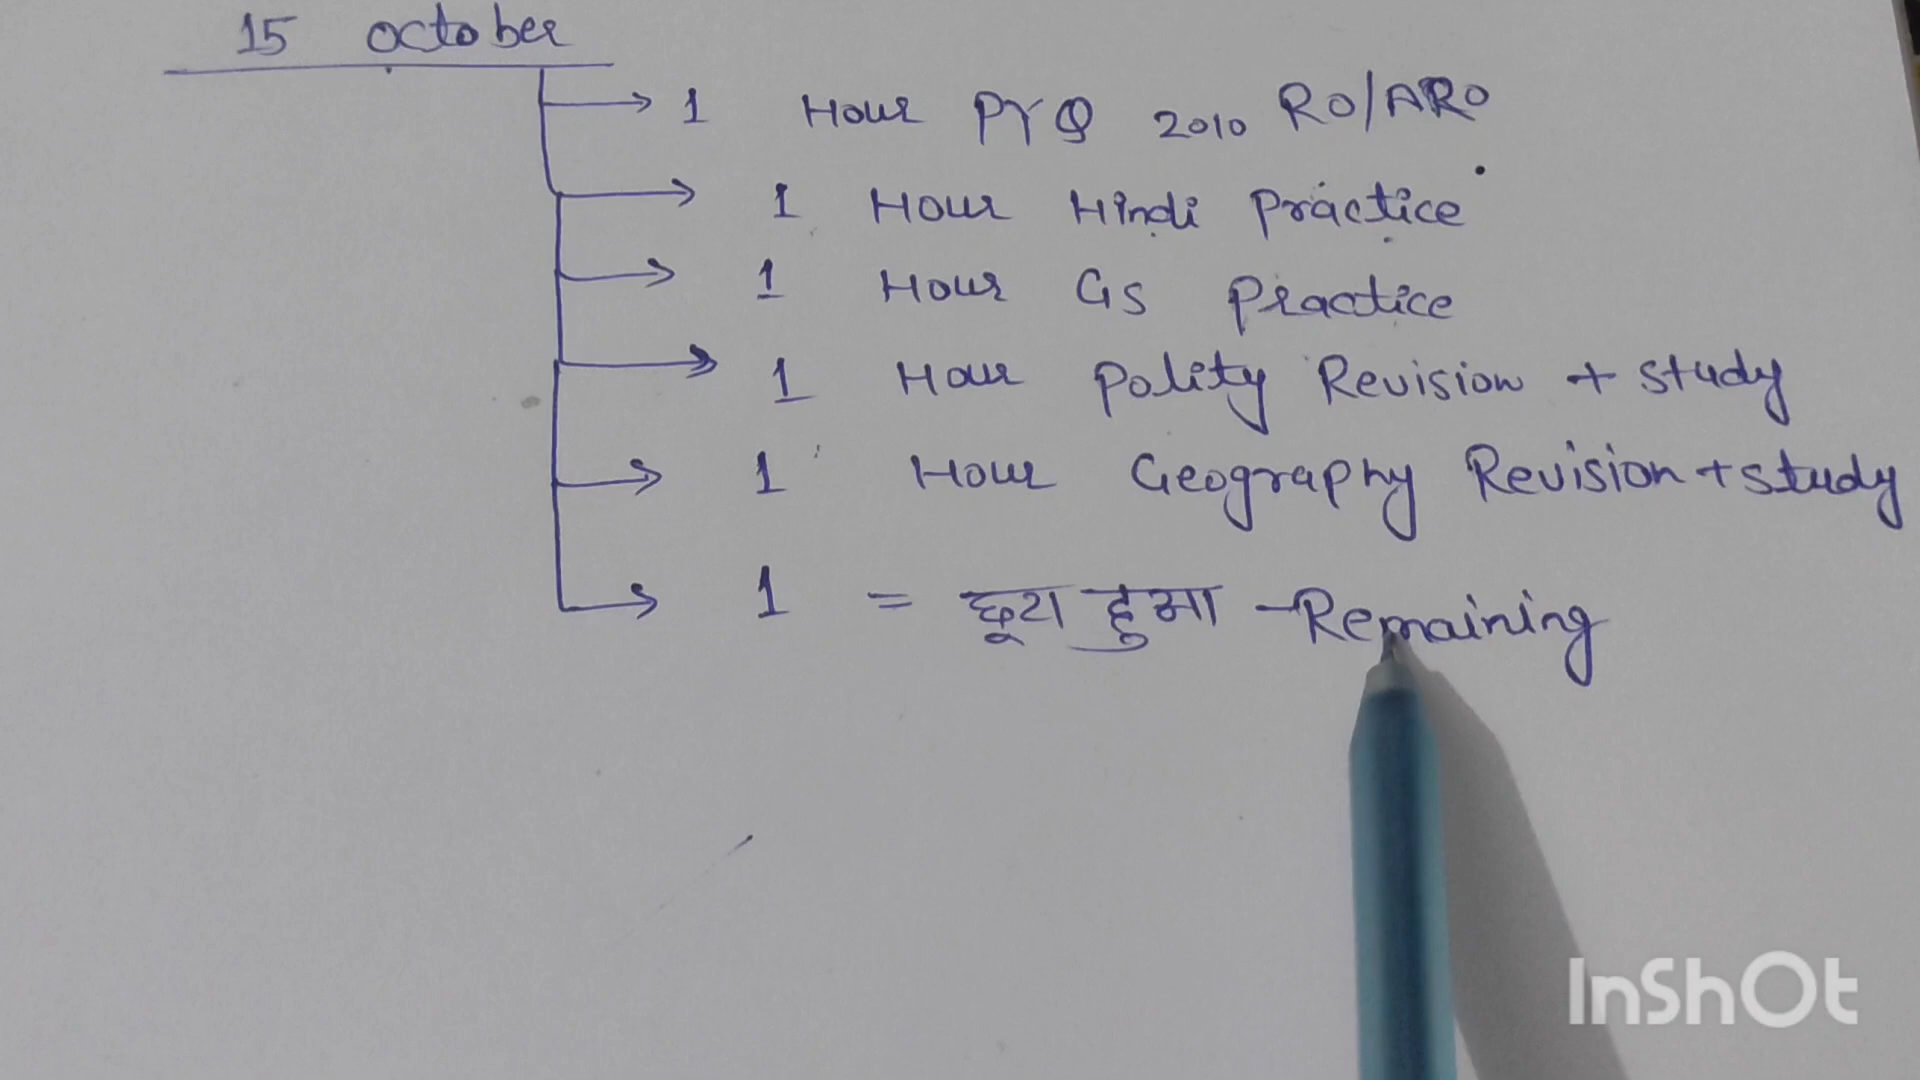 15 october
1 Hour PYQ 2010 RO/ARO
1 Hour Hindi Practice
1 Hour GS Practice
1 Hour Polity Revision + study
1 Hour Geography Revision + study
1 = छूटा हुआ - Remaining
InShOt